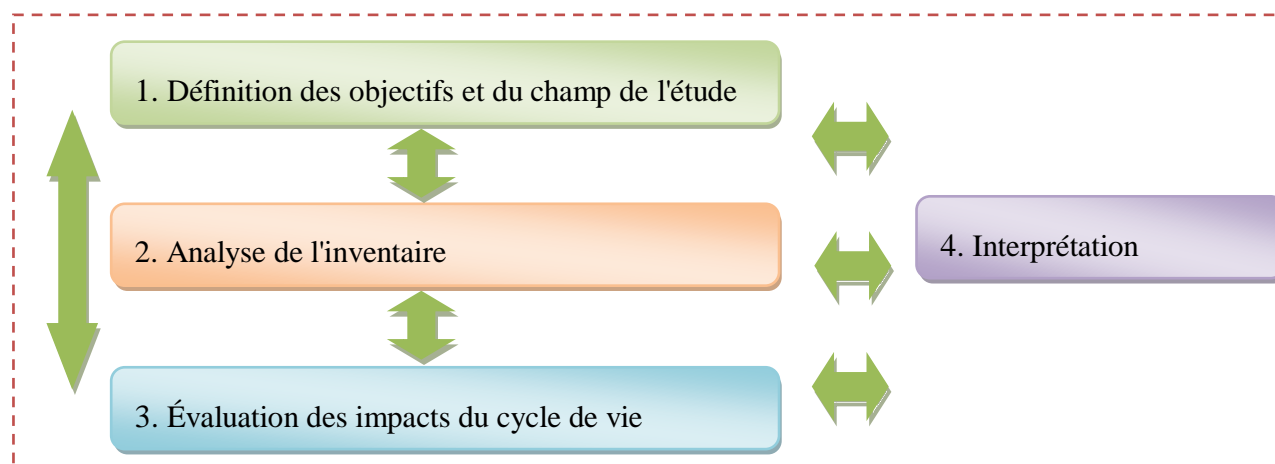 1. Définition des objectifs et du champ de l'étude
2. Analyse de l'inventaire
4. Interprétation
3. Évaluation des impacts du cycle de vie